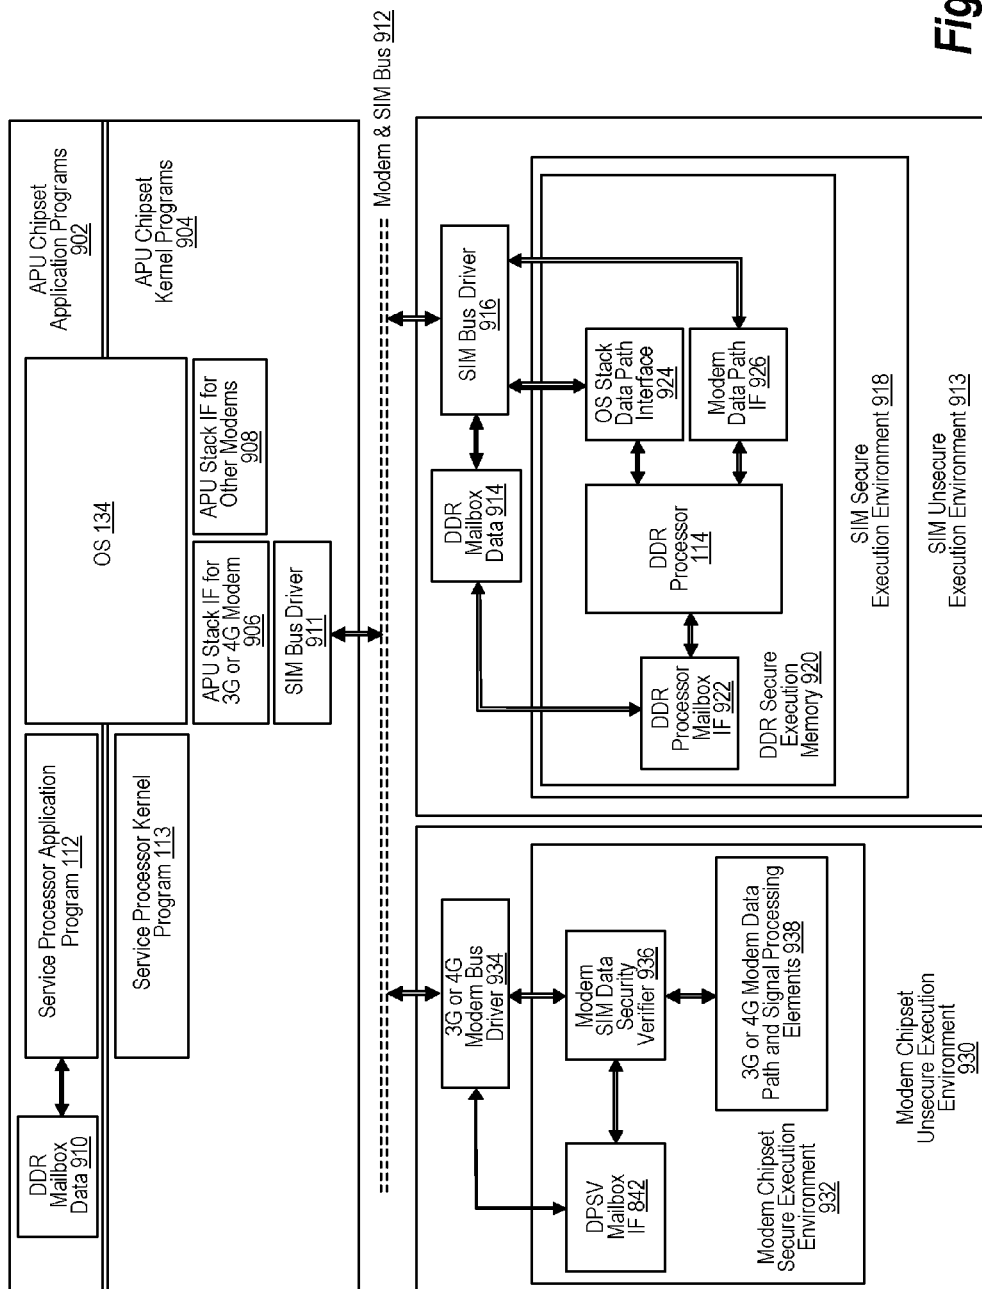 DDR
Mailbox
Data 910
Service Processor Application
Program 112
Service Processor Kernel
Program 113
OS 134
APU Stack IF for
3G or 4G Modem
906
SIM Bus Driver
911
APU Stack IF for
Other Modems
908
APU Chipset
Application Programs
902
APU Chipset
Kernel Programs
904
Modem & SIM Bus 912
3G or 4G
Modem Bus
Driver 934
DPSV
Mailbox
IF 842
Modem
SIM Data
Security
Verifier 936
3G or 4G Modem Data
Path and Signal Processing
Elements 938
Modem Chipset
Secure Execution
Environment
932
Modem Chipset
Unsecure Execution
Environment
930
DDR
Mailbox
Data 914
SIM Bus Driver
916
DDR
Processor
Mailbox
IF 922
DDR
Processor
114
OS Stack
Data Path
Interface
924
Modem
Data Path
IF 926
DDR Secure
Execution
Memory 920
SIM Secure
Execution Environment 918
SIM Unsecure
Execution Environment 913
Fig